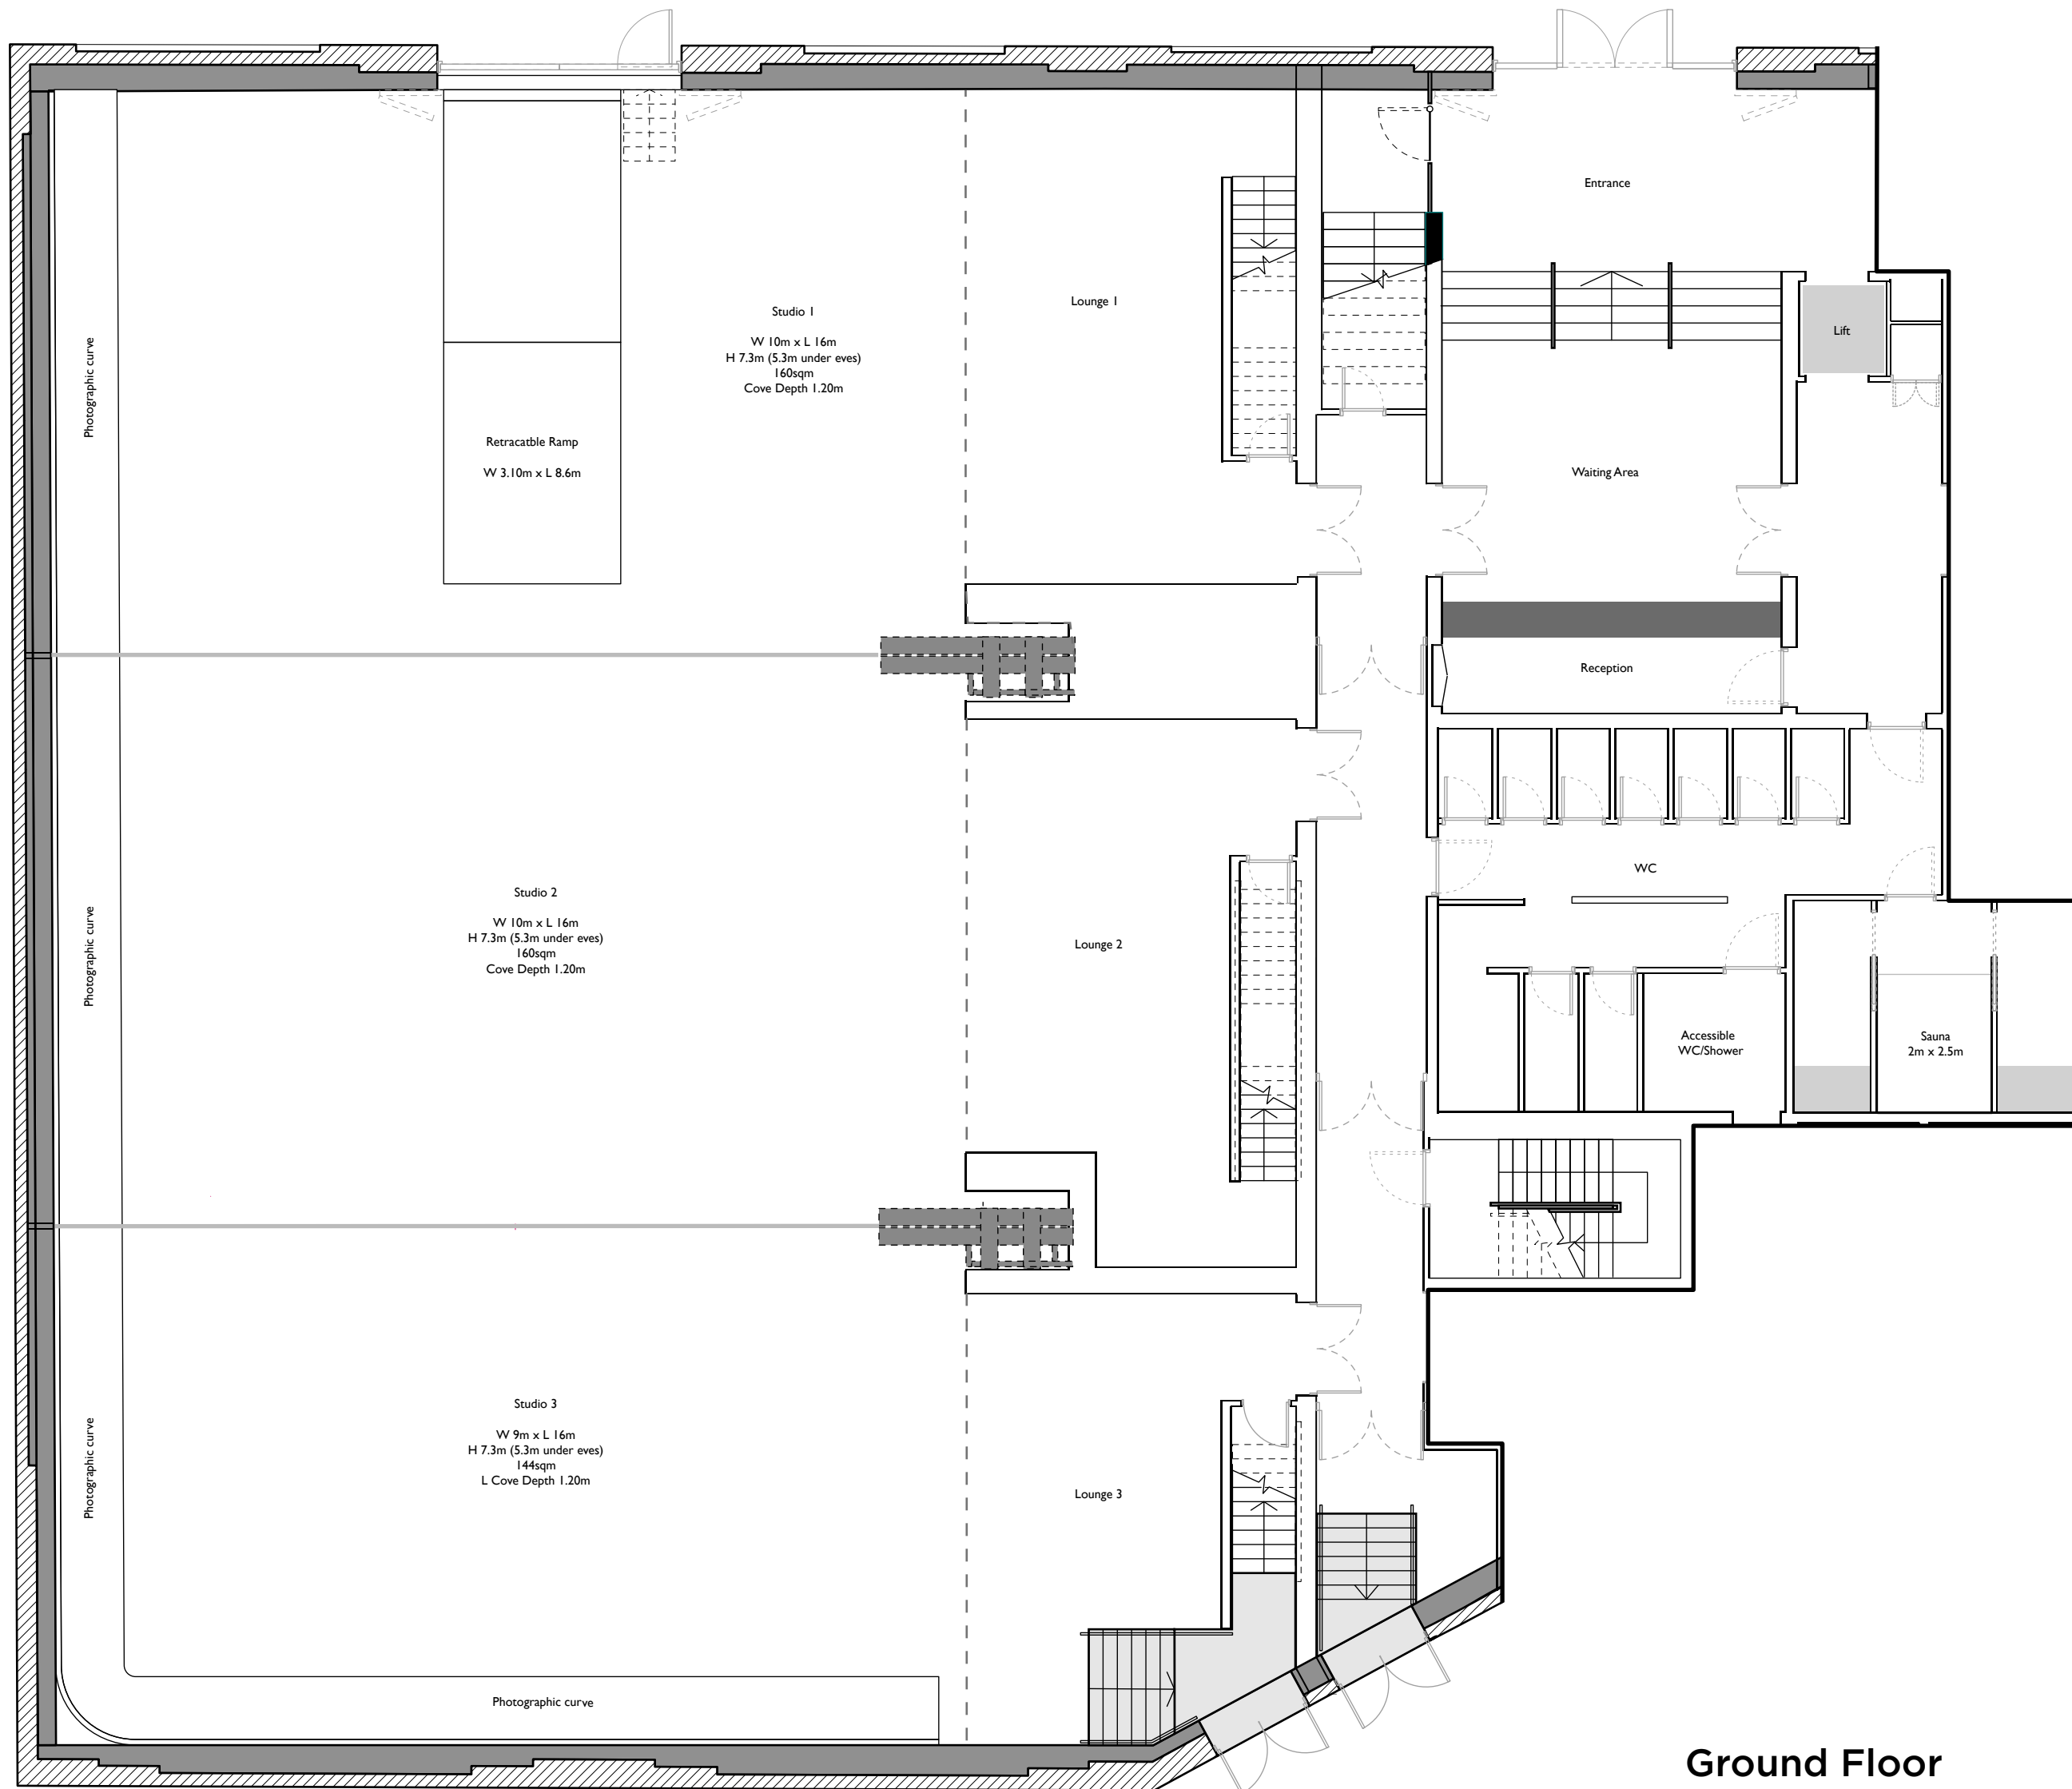 Entrance
Studio 1
W 10m x L 16m
H 7.3m (5.3m under eves)
160sqm
Cove Depth 1.20m
Lounge 1
Lift
Photographic curve
Retracatble Ramp
W 3.10m x L 8.6m
Waiting Area
Reception
WC
Studio 2
W 10m x L 16m
H 7.3m (5.3m under eves)
160sqm
Cove Depth 1.20m
Photographic curve
Lounge 2
Accessible
WC/Shower
Sauna
2m x 2.5m
Studio 3
W 9m x L 16m
H 7.3m (5.3m under eves)
144sqm
L Cove Depth 1.20m
Photographic curve
Lounge 3
Photographic curve
Ground Floor